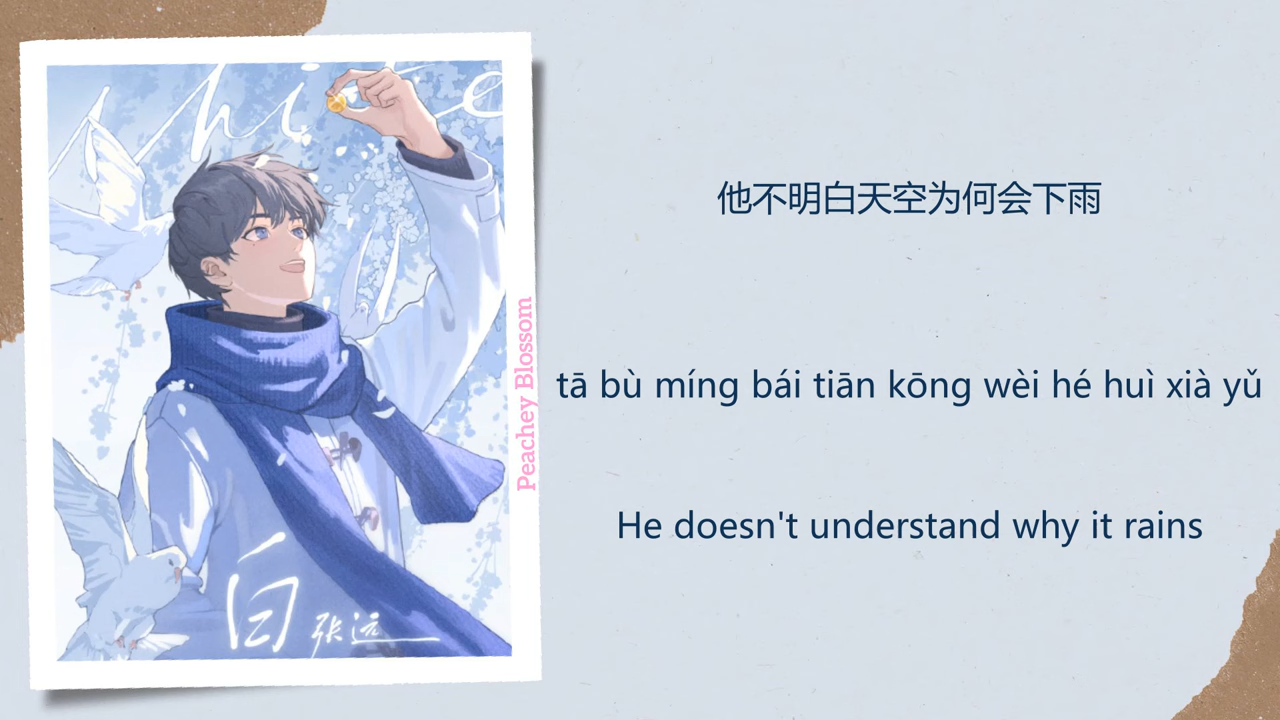 White
白 张远
Peachey Blossom
他不明白天空为何会下雨
tā bù míng bái tiān kōng wèi hé huì xià yǔ
He doesn't understand why it rains